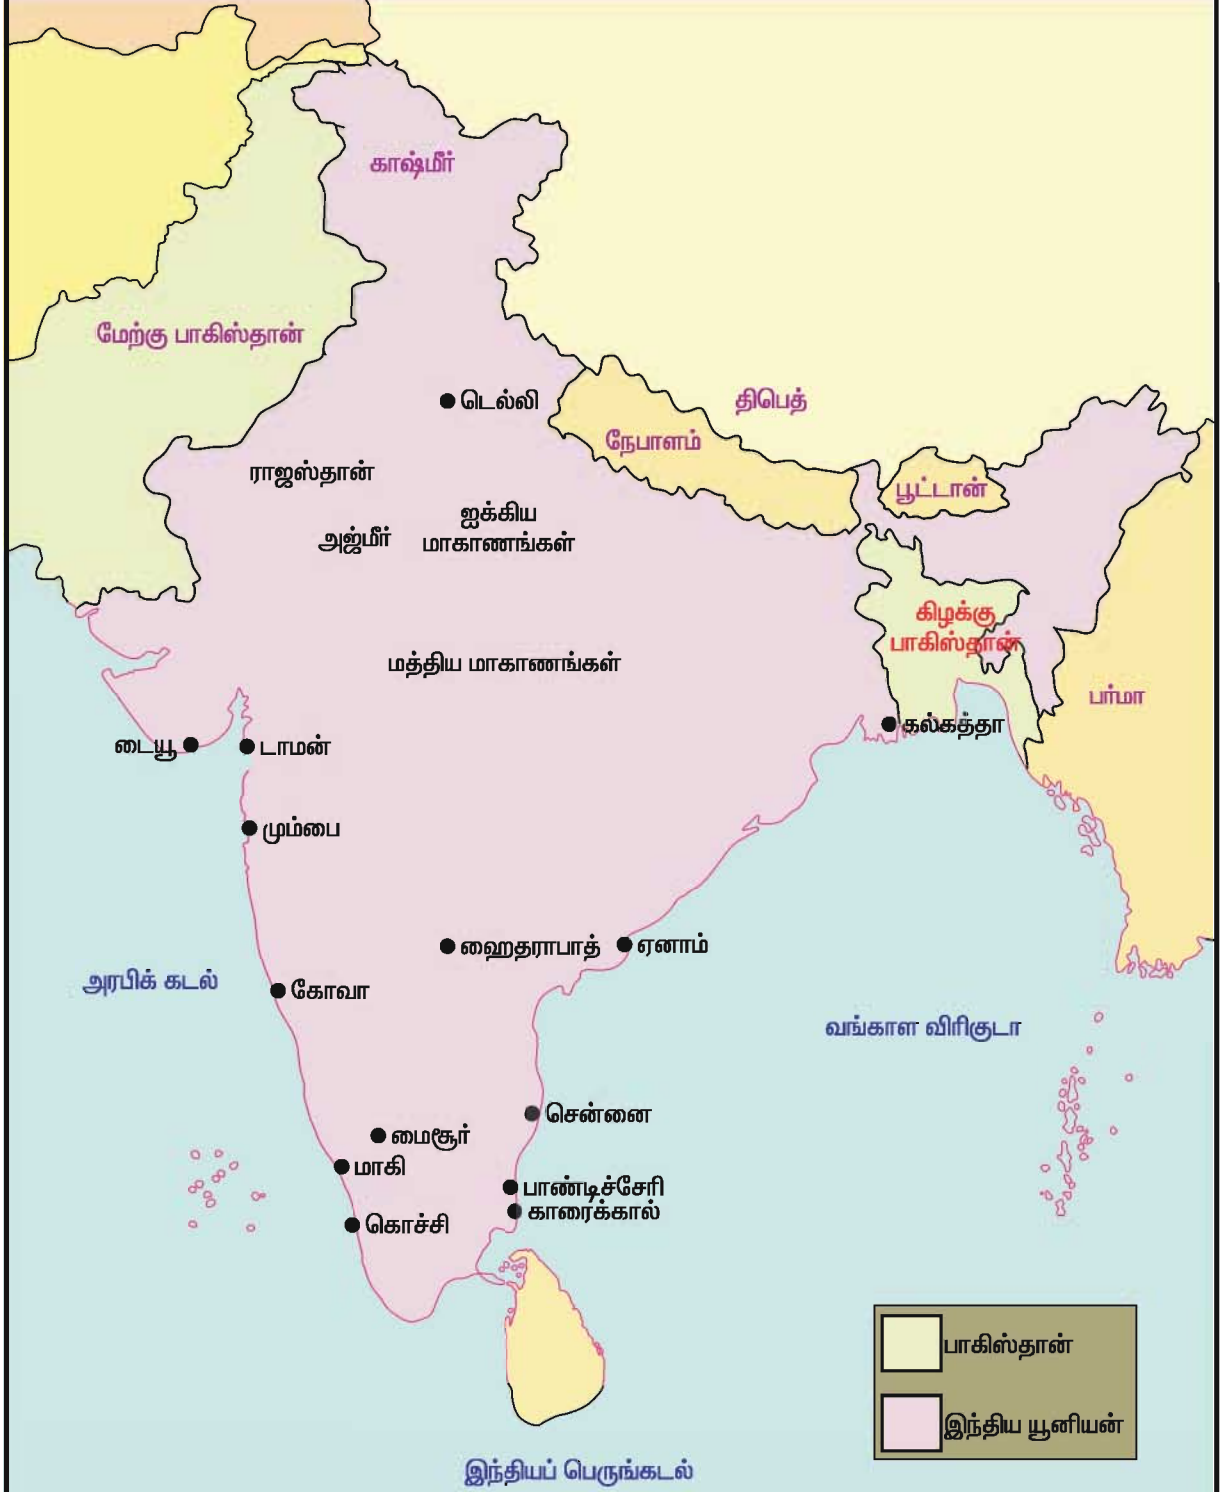 காஷ்மீர்
மேற்கு பாகிஸ்தான்
டெல்லி
திபெத்
நேபாளம்
ராஜஸ்தான்
பூட்டான்
ஐக்கிய
மாகாணங்கள்
அஜ்மீர்
கிழக்கு
பாகிஸ்தான்
மத்திய மாகாணங்கள்
பர்மா
கல்கத்தா
டையூ
டாமன்
மும்பை
ஹைதராபாத்
ஏனாம்
அரபிக் கடல்
கோவா
வங்காள விரிகுடா
சென்னை
மைசூர்
மாகி
பாண்டிச்சேரி
காரைக்கால்
கொச்சி
பாகிஸ்தான்
இந்திய யூனியன்
இந்தியப் பெருங்கடல்